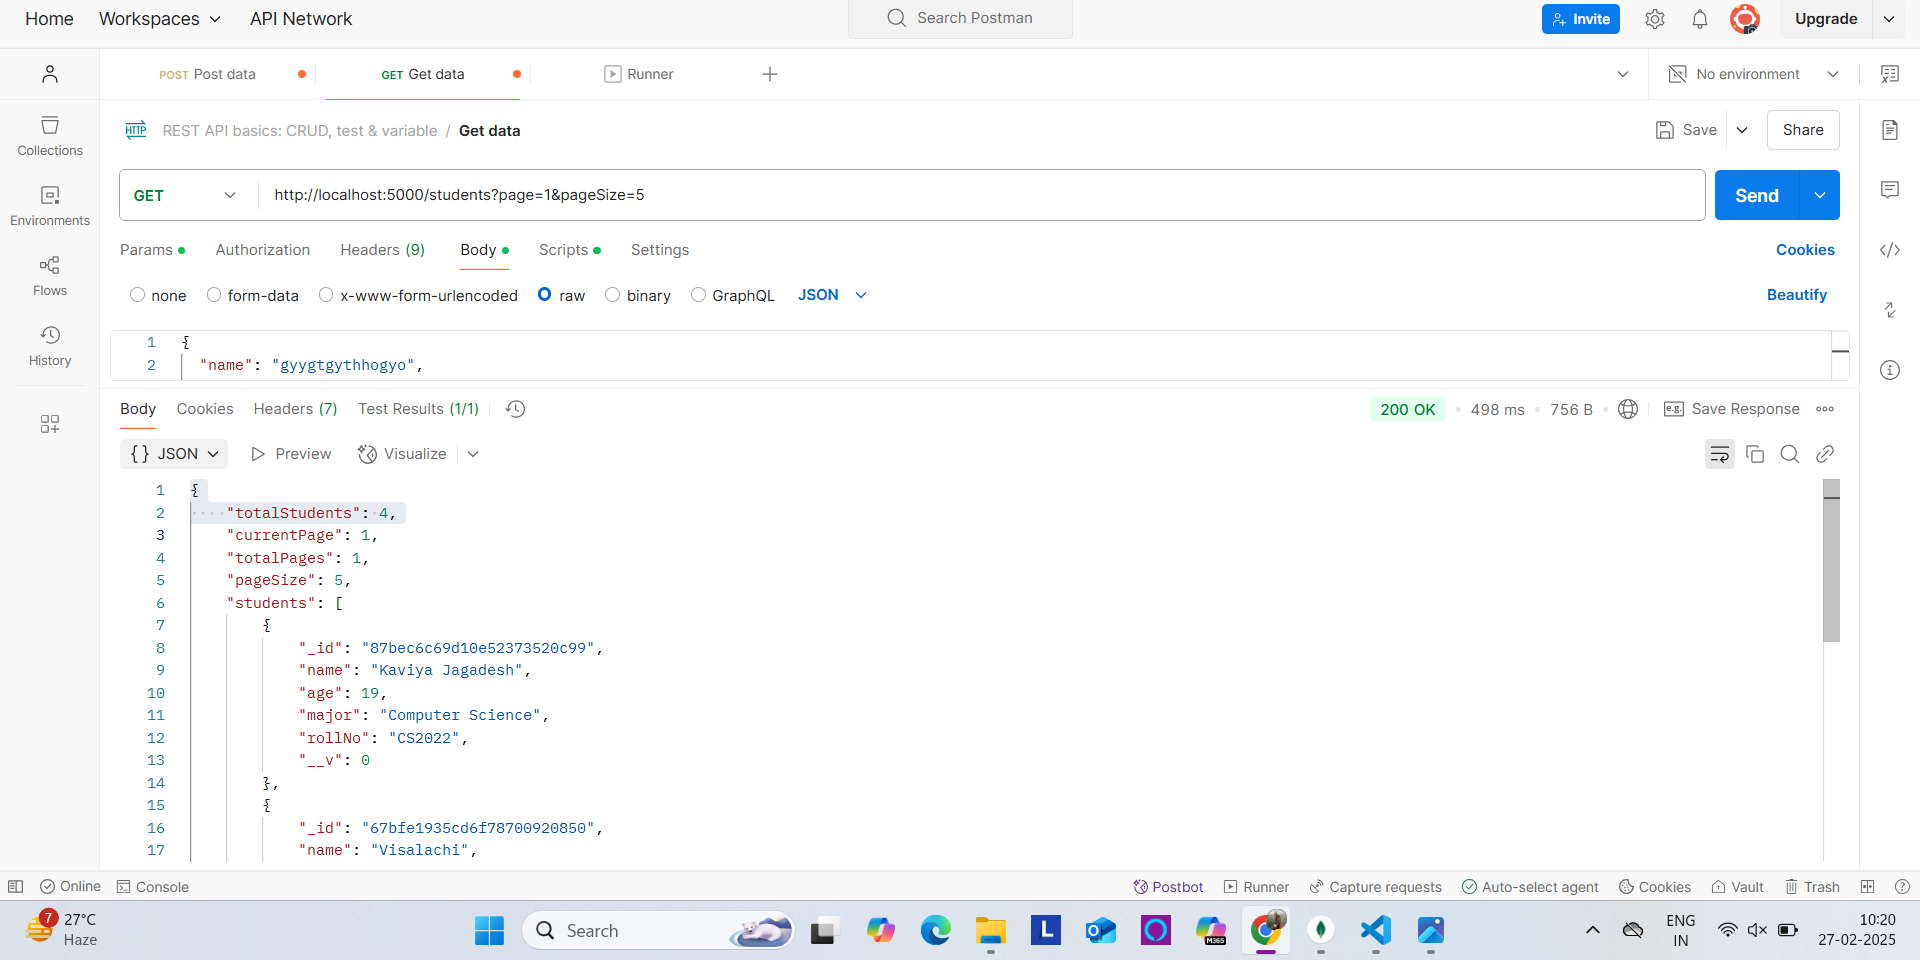 Home Workspaces API Network Search Postman Invite Upgrade
POST Post data GET Get data Runner No environment
HTTP REST API basics: CRUD, test & variable / Get data Save Share
GET http://localhost:5000/students?page=1&pageSize=5 Send
Params Authorization Headers (9) Body Scripts Settings Cookies
none form-data x-www-form-urlencoded raw binary GraphQL JSON Beautify
1 {
2 "name": "gyygtgythhogyo",
Collections
Environments
Flows
History
Body Cookies Headers (7) Test Results (1/1) 200 OK 498 ms 756 B e.g. Save Response
{} JSON Preview Visualize
1 {
2 "totalStudents": 4,
3 "currentPage": 1,
4 "totalPages": 1,
5 "pageSize": 5,
6 "students": [
7 {
8 "_id": "87bec6c69d10e52373520c99",
9 "name": "Kaviya Jagadesh",
10 "age": 19,
11 "major": "Computer Science",
12 "rollNo": "CS2022",
13 "__v": 0
14 },
15 {
16 "_id": "67bfe1935cd6f78700920850",
17 "name": "Visalachi",
Online Console Postbot Runner Capture requests Auto-select agent Cookies Vault Trash
7 27°C
Haze
Search
L
M365
ENG
IN
10:20
27-02-2025